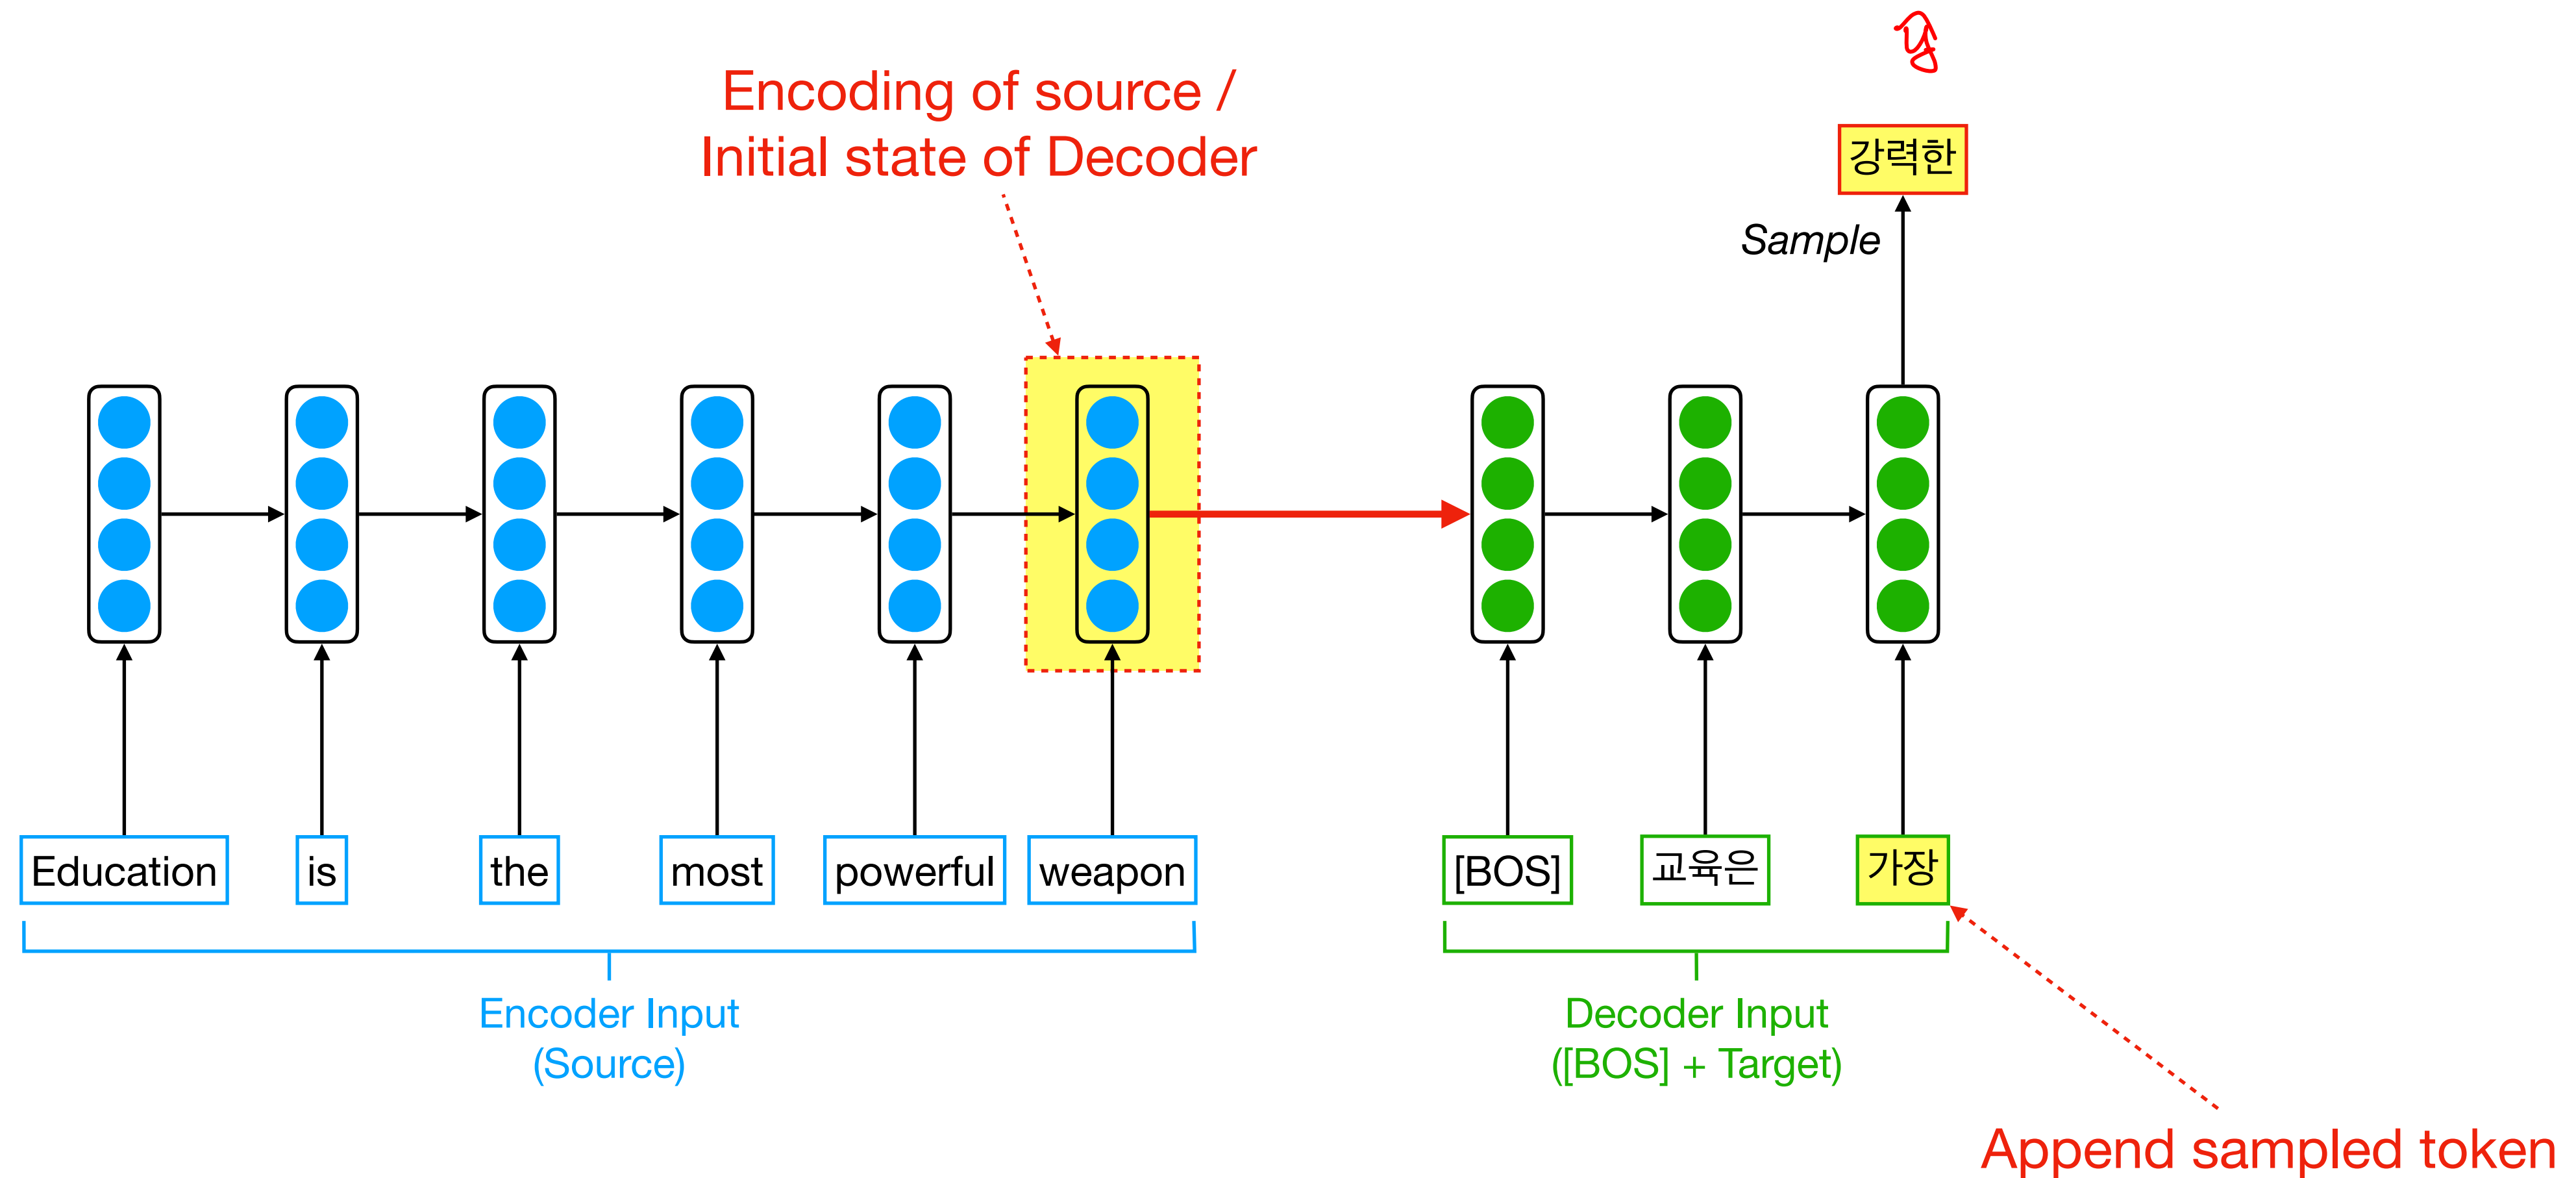 Encoding of source /
Initial state of Decoder
강력한
Sample
Education is the most powerful weapon
[BOS] 교육은 가장
Encoder Input
(Source)
Decoder Input
([BOS] + Target)
Append sampled token